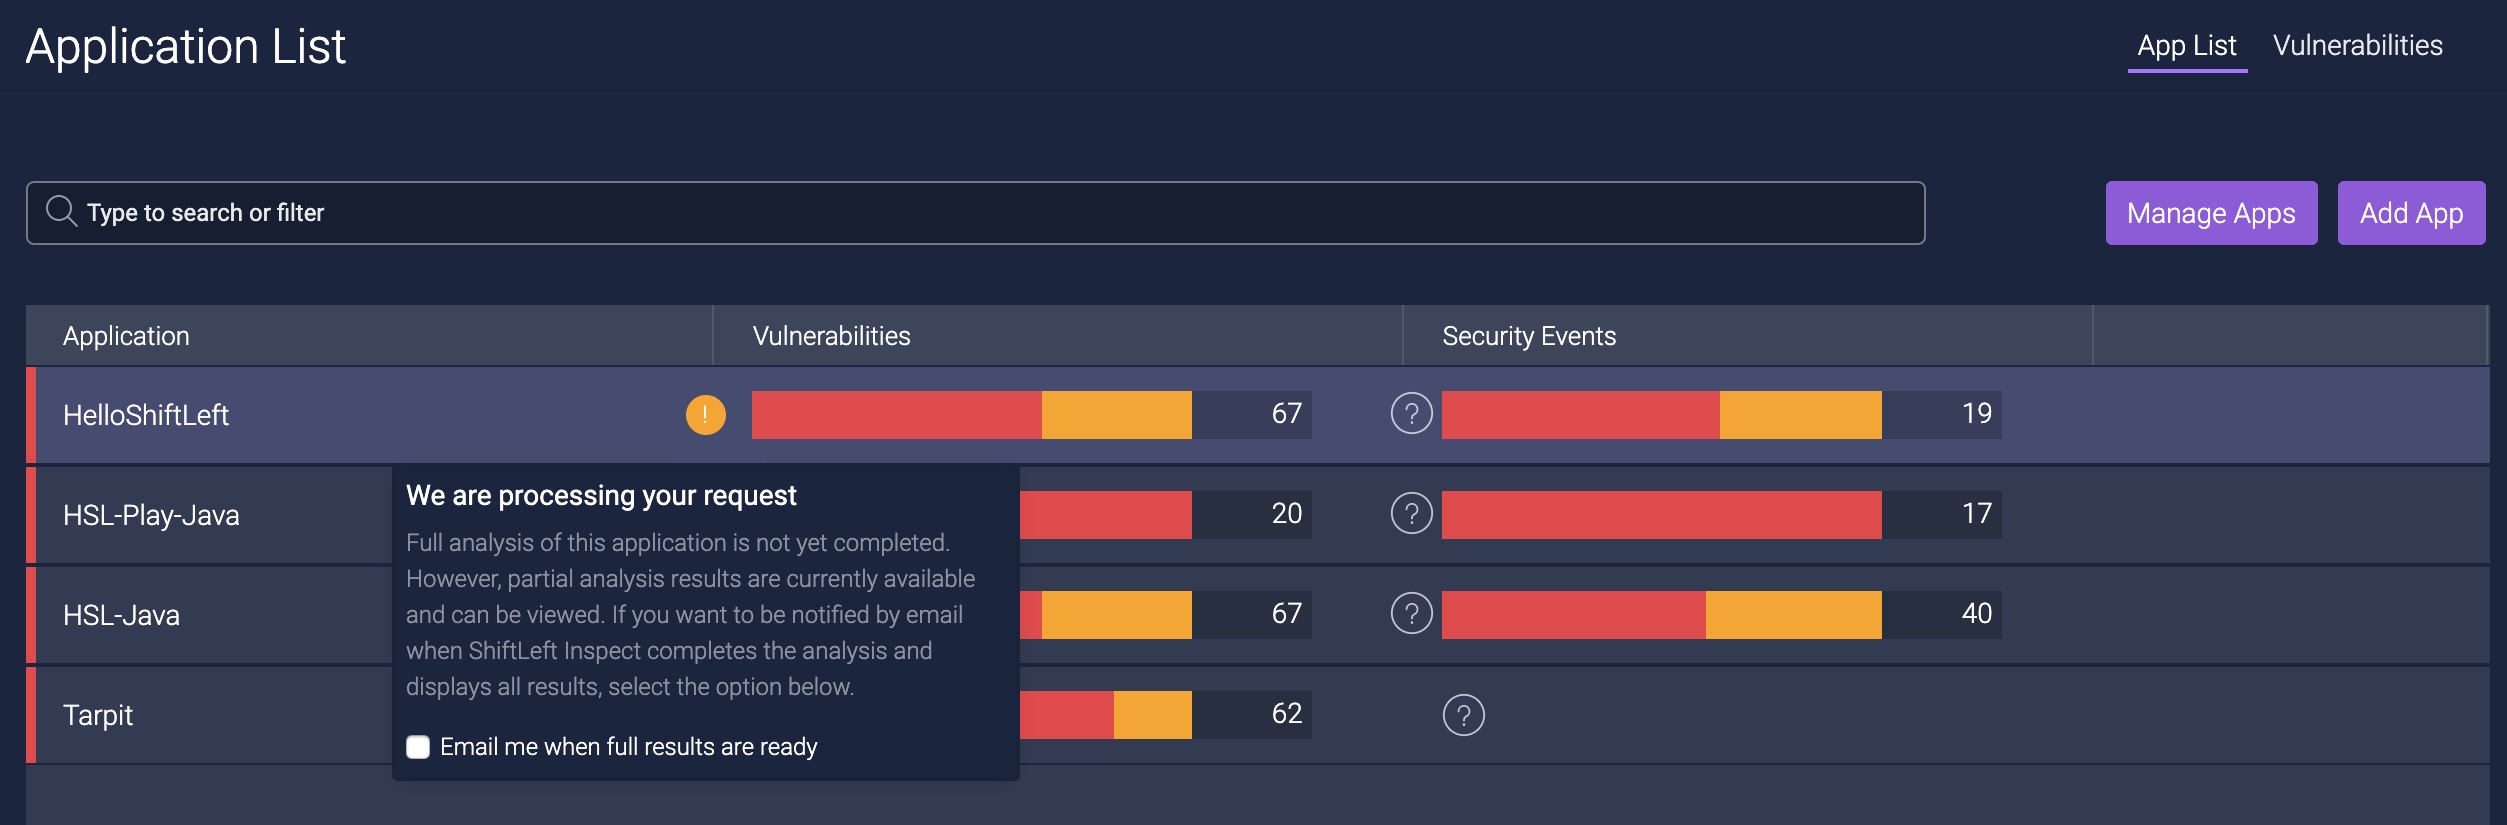 Application List
App List
Vulnerabilities
Type to search or filter
Manage Apps
Add App
Application
Vulnerabilities
Security Events
HelloShiftLeft
!
67
?
19
HSL-Play-Java
20
?
17
HSL-Java
67
?
40
Tarpit
62
?
We are processing your request
Full analysis of this application is not yet completed.
However, partial analysis results are currently available
and can be viewed. If you want to be notified by email
when ShiftLeft Inspect completes the analysis and
displays all results, select the option below.
Email me when full results are ready